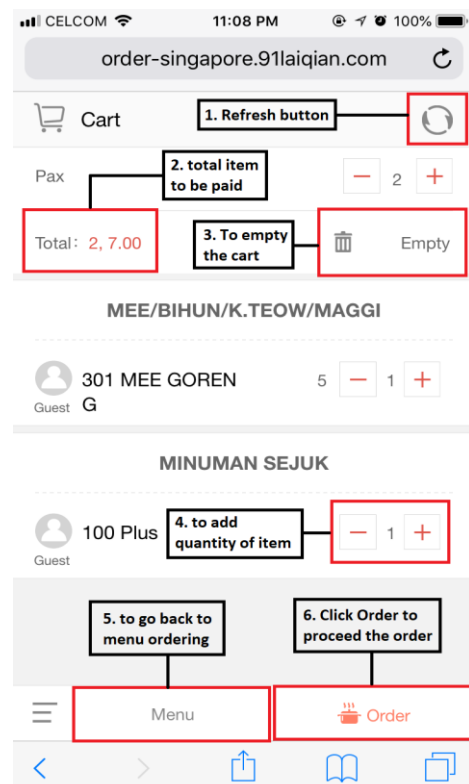 CELCOM 11:08 PM 100%
order-singapore.91laiqian.com
Cart
1. Refresh button
Pax
2. total item
to be paid
2
Total: 2, 7.00
3. To empty
the cart
Empty
MEE/BIHUN/K.TEOW/MAGGI
301 MEE GOREN
G
5 1
Guest
MINUMAN SEJUK
100 Plus
4. to add
quantity of item
1
Guest
5. to go back to
menu ordering
6. Click Order to
proceed the order
Menu
Order